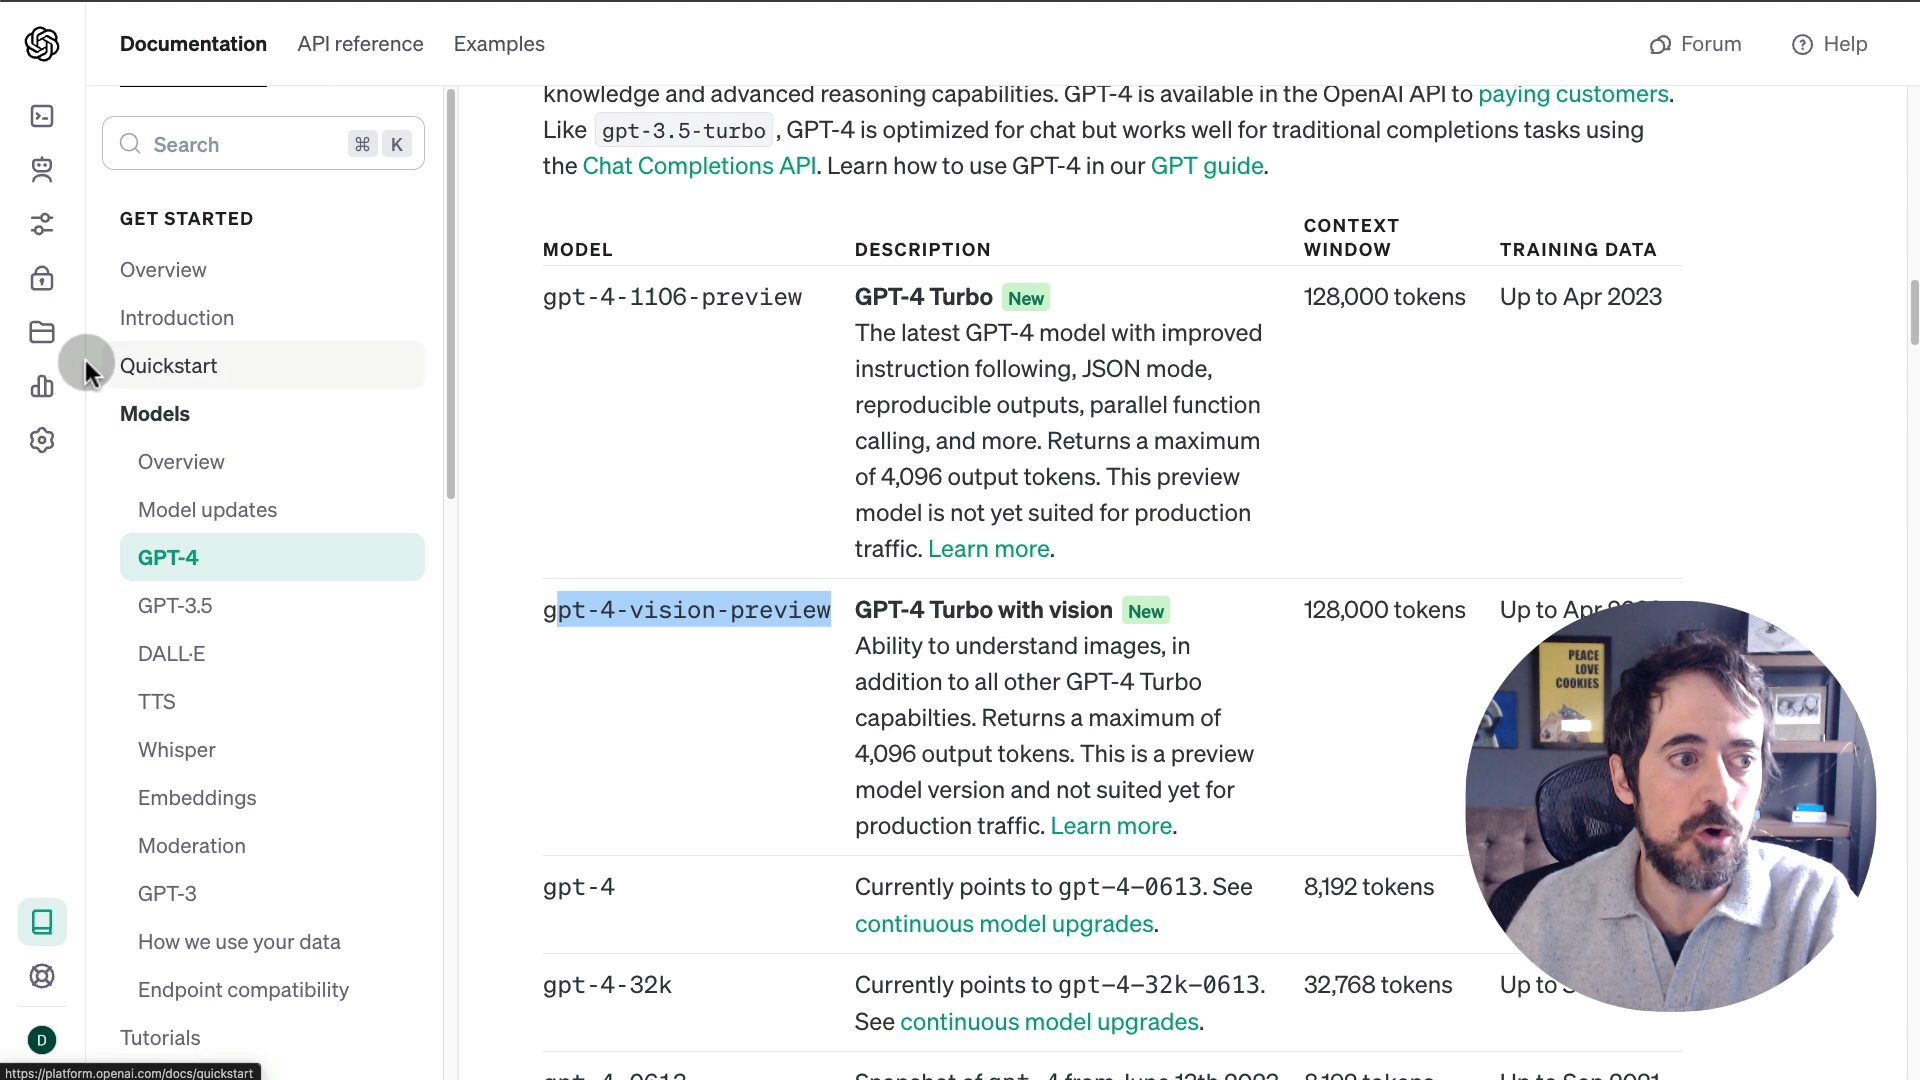 Documentation
API reference
Examples
Forum
Help
Search
⌘ K
GET STARTED
Overview
Introduction
Quickstart
Models
Overview
Model updates
GPT-4
GPT-3.5
DALL·E
TTS
Whisper
Embeddings
Moderation
GPT-3
How we use your data
Endpoint compatibility
Tutorials
D
https://platform.openai.com/docs/quickstart
knowledge and advanced reasoning capabilities. GPT-4 is available in the OpenAI API to paying customers.
Like gpt-3.5-turbo, GPT-4 is optimized for chat but works well for traditional completions tasks using
the Chat Completions API. Learn how to use GPT-4 in our GPT guide.
MODEL
DESCRIPTION
CONTEXT
WINDOW
TRAINING DATA
gpt-4-1106-preview
GPT-4 Turbo New
The latest GPT-4 model with improved
instruction following, JSON mode,
reproducible outputs, parallel function
calling, and more. Returns a maximum
of 4,096 output tokens. This preview
model is not yet suited for production
traffic. Learn more.
128,000 tokens
Up to Apr 2023
gpt-4-vision-preview
GPT-4 Turbo with vision New
Ability to understand images, in
addition to all other GPT-4 Turbo
capabilties. Returns a maximum of
4,096 output tokens. This is a preview
model version and not suited yet for
production traffic. Learn more.
128,000 tokens
Up to Apr
gpt-4
Currently points to gpt-4-0613. See
continuous model upgrades.
8,192 tokens
gpt-4-32k
Currently points to gpt-4-32k-0613.
See continuous model upgrades.
32,768 tokens
Up to
PEACE
LOVE
COOKIES